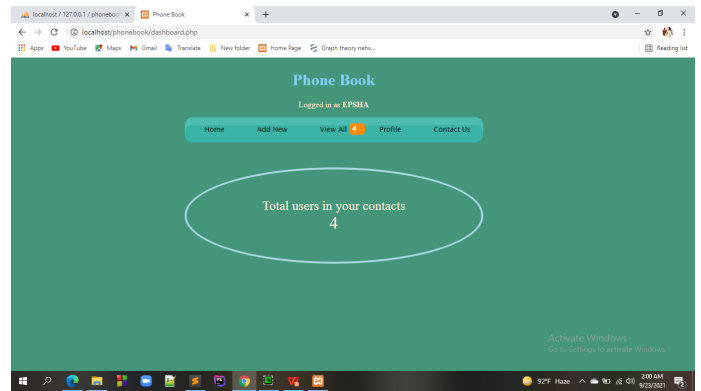 localhost / 127.0.0.1 / phoneboo
Phone Book
localhost/phonebook/dashboard.php
Apps YouTube Maps Gmail Translate New folder Home Page Graph theory netw... Reading list
Phone Book
Logged in as EPSHA
Home Add New View All 4 Profile Contact Us
Total users in your contacts
4
Activate Windows
Go to Settings to activate Windows.
92°F Haze 2:00 AM
9/23/2021